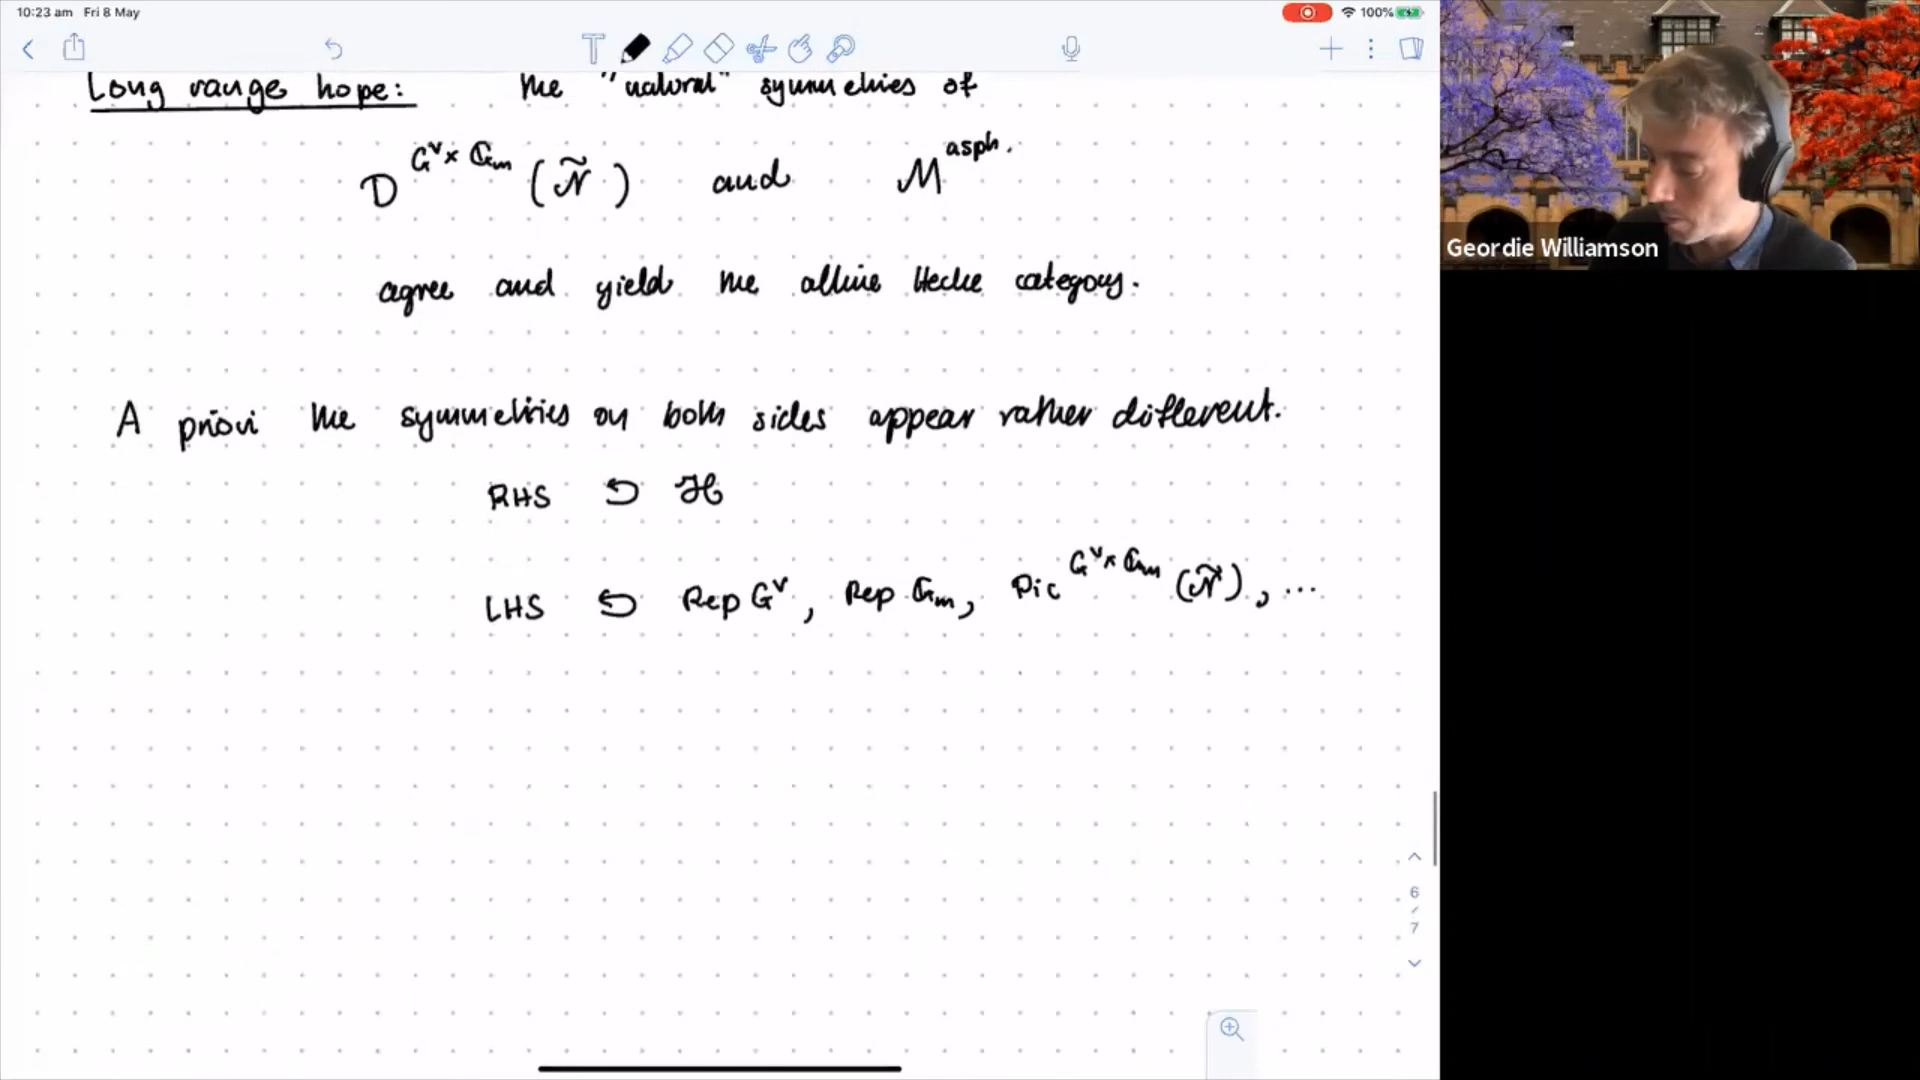 10:23 am Fri 8 May
100%
Long range hope: the "natural" symmetries of
D^{G^∨ × 𝔾_m}(Ñ) and M^{asph.}
agree and yield the affine Hecke category.
A priori the symmetries on both sides appear rather different.
RHS ↺ ℋ
LHS ↺ Rep G^∨, Rep 𝔾_m, Pic^{G^∨ × 𝔾_m}(Ñ), ...
Geordie Williamson
6
/
7